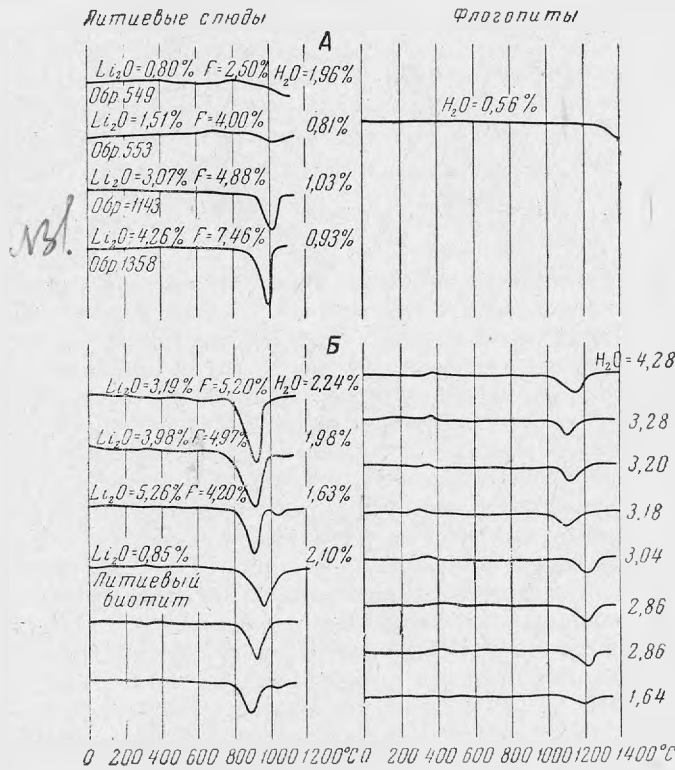 Литиевые слюды
Флогопиты
А
Li₂O=0,80% F=2,50% H₂O=1,96%
Обр.549
Li₂O=1,51% F=4,00% 0,81%
Обр.553
Li₂O=3,07% F=4,88% 1,03%
Обр=1143
Li₂O=4,26% F=7,46% 0,93%
Обр.1358
H₂O=0,56%
Б
Li₂O=3,19% F=5,20% H₂O=2,24%
Li₂O=3,98% F=4,97% 1,98%
Li₂O=5,26% F=4,20% 1,63%
Li₂O=0,85% 2,10%
Литиевый
биотит
H₂O=4,28
3,28
3,20
3,18
3,04
2,86
2,86
1,64
0 200 400 600 800 1000 1200°C
0 200 400 600 800 1000 1200 1400°C